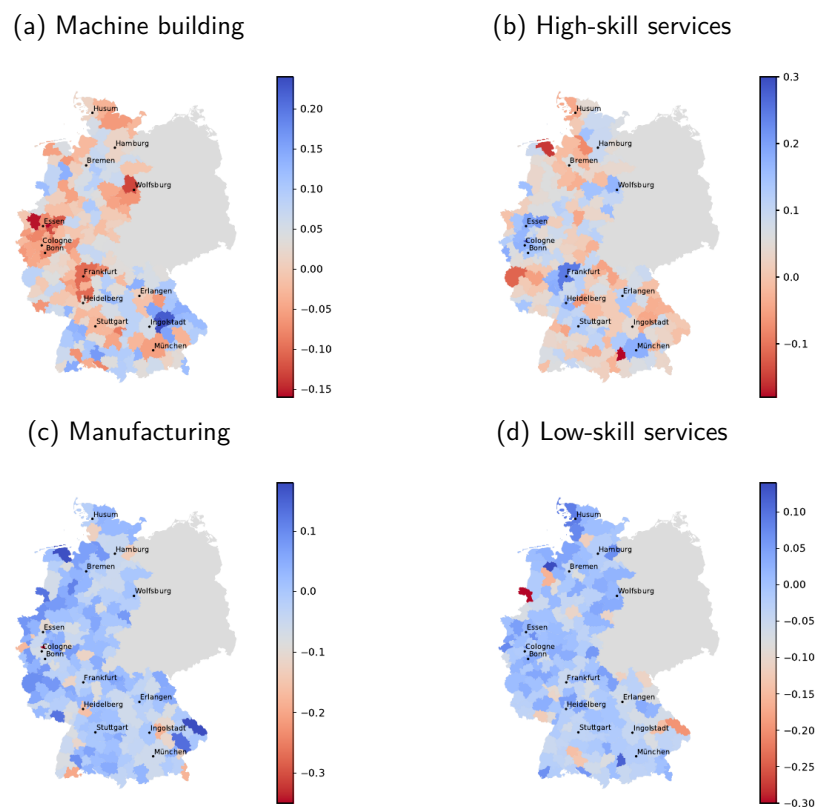 (a) Machine building
Husum
Hamburg
Bremen
Wolfsburg
Essen
Cologne
Bonn
Frankfurt
Erlangen
Heidelberg
Stuttgart
Ingolstadt
München
0.20
0.15
0.10
0.05
0.00
−0.05
−0.10
−0.15
(b) High-skill services
Husum
Hamburg
Bremen
Wolfsburg
Essen
Cologne
Bonn
Frankfurt
Erlangen
Heidelberg
Stuttgart
Ingolstadt
München
0.3
0.2
0.1
0.0
−0.1
(c) Manufacturing
Husum
Hamburg
Bremen
Wolfsburg
Essen
Cologne
Bonn
Frankfurt
Erlangen
Heidelberg
Stuttgart
Ingolstadt
München
0.1
0.0
−0.1
−0.2
−0.3
(d) Low-skill services
Husum
Hamburg
Bremen
Wolfsburg
Essen
Cologne
Bonn
Frankfurt
Erlangen
Heidelberg
Stuttgart
Ingolstadt
München
0.10
0.05
0.00
−0.05
−0.10
−0.15
−0.20
−0.25
−0.30